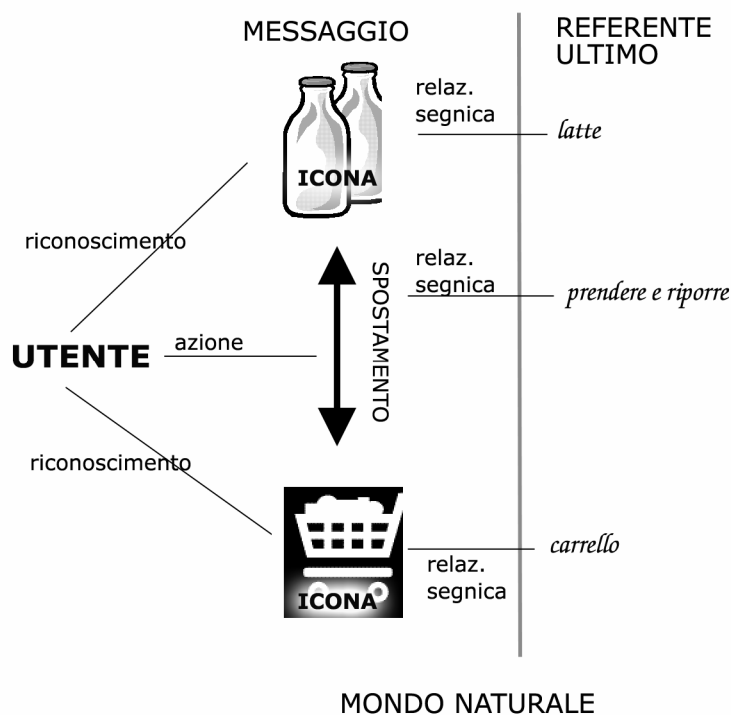 MESSAGGIO
REFERENTE
ULTIMO
relaz.
segnica
latte
ICONA
riconoscimento
relaz.
segnica
prendere e riporre
SPOSTAMENTO
UTENTE
azione
riconoscimento
carrello
relaz.
segnica
ICONA
MONDO NATURALE